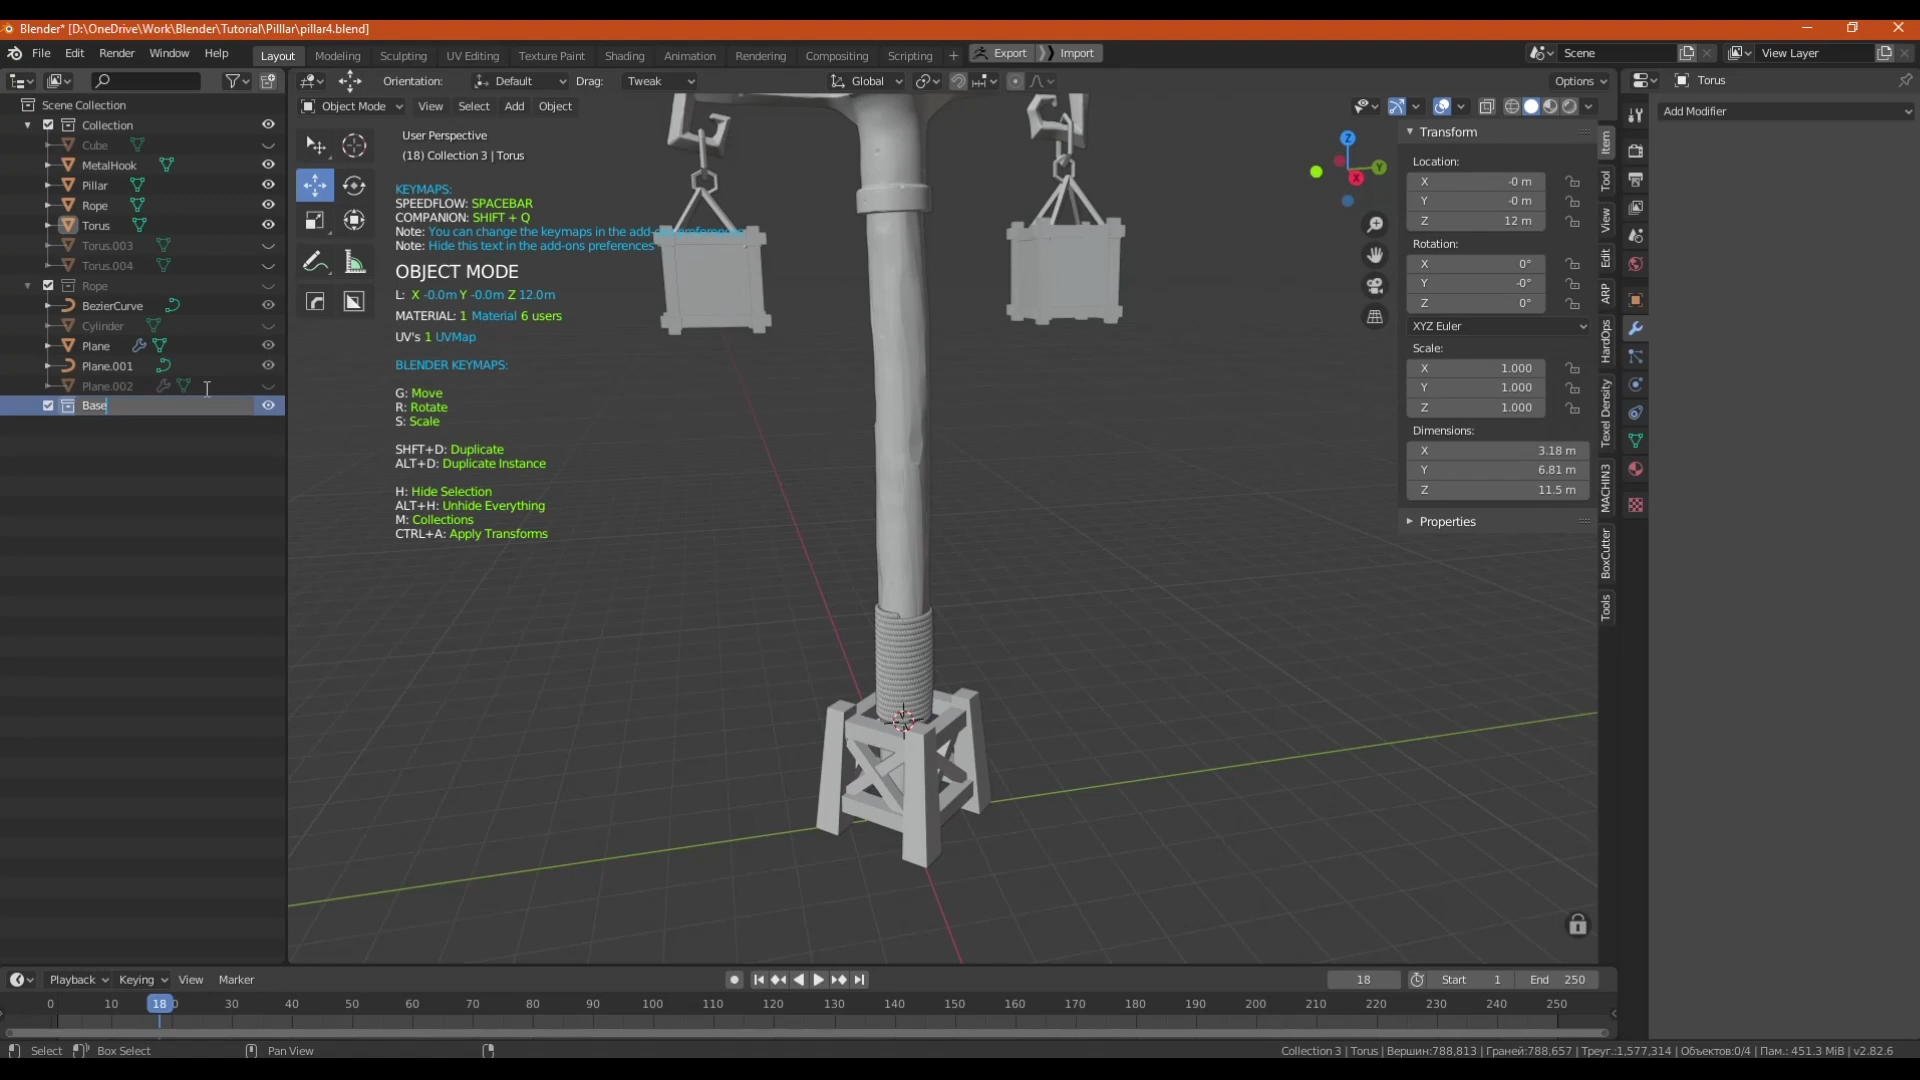 Blender* [D:\OneDrive\Work\Blender\Tutorial\Pilllar\pillar4.blend]
File Edit Render Window Help
Layout Modeling Sculpting UV Editing Texture Paint Shading Animation Rendering Compositing Scripting + Export Import
Scene View Layer
Orientation: Default Drag: Tweak Global Options
Torus
Object Mode View Select Add Object
Add Modifier
Scene Collection
Collection
Cube
MetalHook
Pillar
Rope
Torus
Torus.003
Torus.004
Rope
BezierCurve
Cylinder
Plane
Plane.001
Plane.002
Base
User Perspective
(18) Collection 3 | Torus
KEYMAPS:
SPEEDFLOW: SPACEBAR
COMPANION: SHIFT + Q
Note: You can change the keymaps in the add-ons preferences
Note: Hide this text in the add-ons preferences
OBJECT MODE
L: X -0.0m Y -0.0m Z 12.0m
MATERIAL: 1 Material 6 users
UV's 1 UVMap
BLENDER KEYMAPS:
G: Move
R: Rotate
S: Scale
SHFT+D: Duplicate
ALT+D: Duplicate Instance
H: Hide Selection
ALT+H: Unhide Everything
M: Collections
CTRL+A: Apply Transforms
Z
Y
X
Transform
Location:
X -0 m
Y -0 m
Z 12 m
Rotation:
X 0°
Y -0°
Z 0°
XYZ Euler
Scale:
X 1.000
Y 1.000
Z 1.000
Dimensions:
X 3.18 m
Y 6.81 m
Z 11.5 m
Properties
Item
Tool
View
Edit
ARP
HardOps
Texel Density
MACHIN3
BoxCutter
Tools
Playback Keying View Marker
18 Start 1 End 250
0 10 18 30 40 50 60 70 80 90 100 110 120 130 140 150 160 170 180 190 200 210 220 230 240 250
Select Box Select Pan View
Collection 3 | Torus | Вершин:788,813 | Граней:788,657 | Треуг.:1,577,314 | Объектов:0/4 | Пам.: 451.3 MiB | v2.82.6